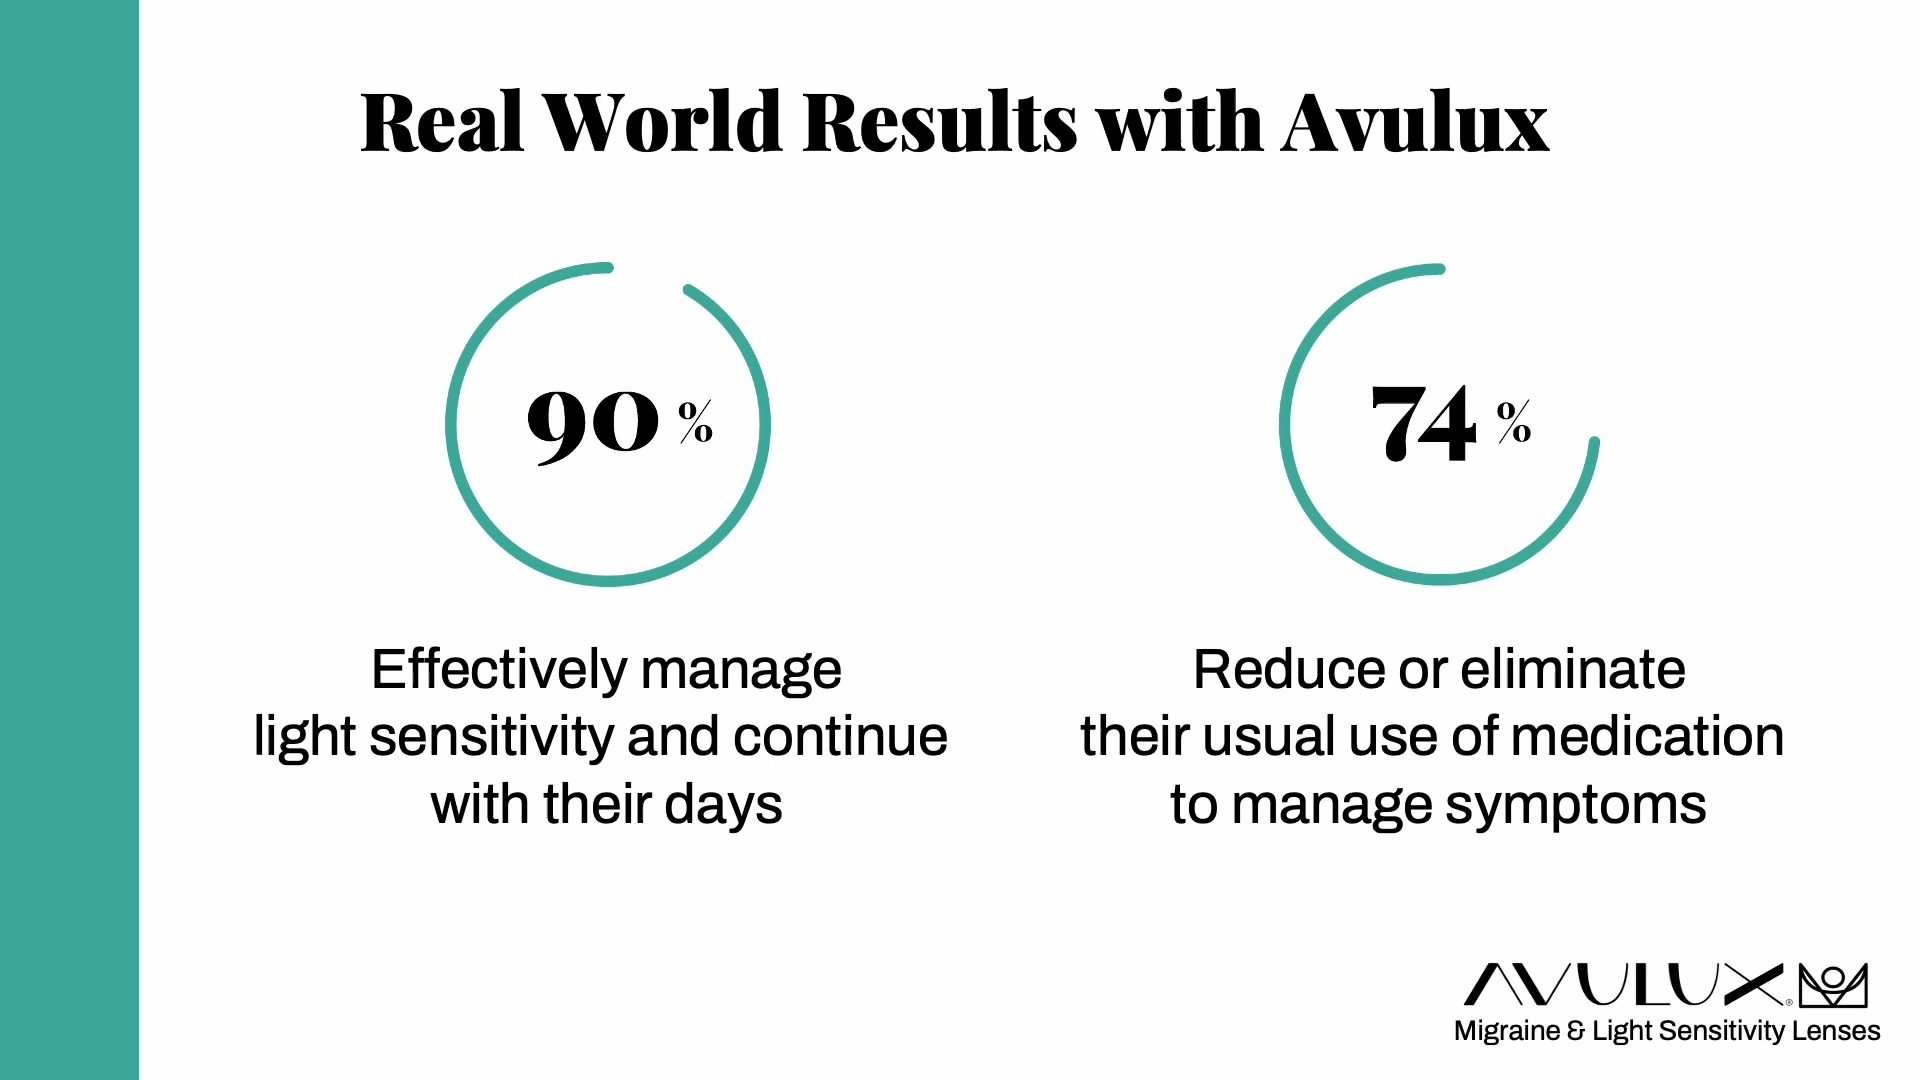 Real World Results with Avulux
90 %
Effectively manage
light sensitivity and continue
with their days
74 %
Reduce or eliminate
their usual use of medication
to manage symptoms
AVULUX®
Migraine & Light Sensitivity Lenses